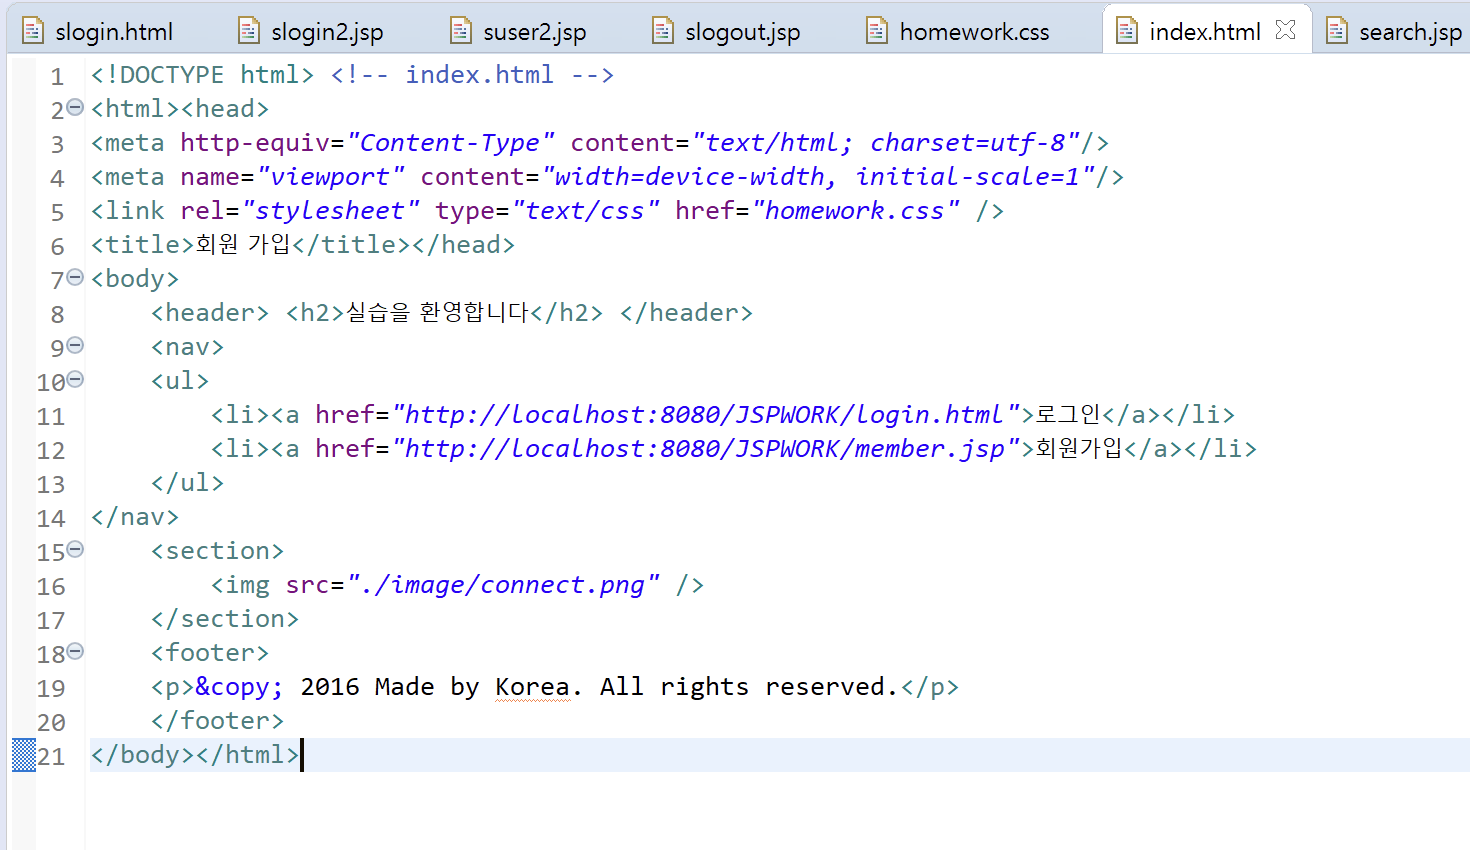 slogin.html slogin2.jsp suser2.jsp slogout.jsp homework.css index.html search.jsp
1 <!DOCTYPE html> <!-- index.html -->
2 <html><head>
3 <meta http-equiv="Content-Type" content="text/html; charset=utf-8"/>
4 <meta name="viewport" content="width=device-width, initial-scale=1"/>
5 <link rel="stylesheet" type="text/css" href="homework.css" />
6 <title>회원 가입</title></head>
7 <body>
8     <header> <h2>실습을 환영합니다</h2> </header>
9     <nav>
10     <ul>
11         <li><a href="http://localhost:8080/JSPWORK/login.html">로그인</a></li>
12         <li><a href="http://localhost:8080/JSPWORK/member.jsp">회원가입</a></li>
13     </ul>
14 </nav>
15     <section>
16         <img src="./image/connect.png" />
17     </section>
18     <footer>
19     <p>&copy; 2016 Made by Korea. All rights reserved.</p>
20     </footer>
21 </body></html>